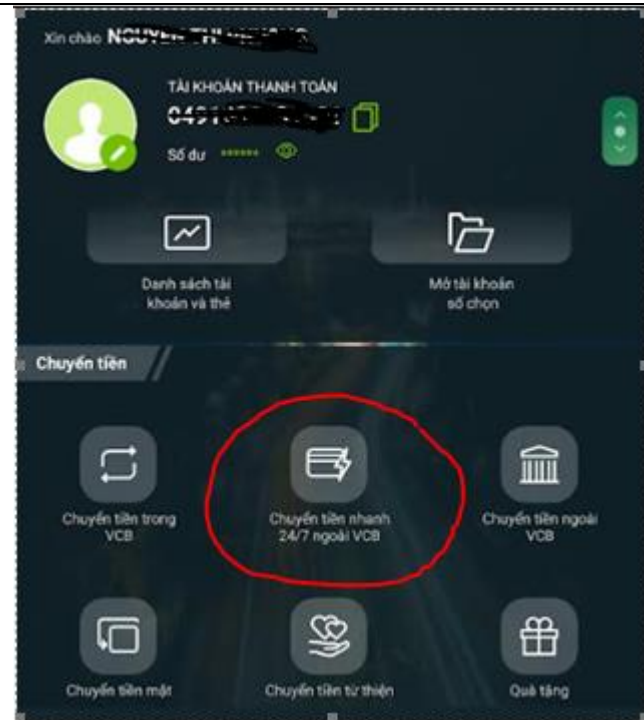 Xin chào
TÀI KHOẢN THANH TOÁN
Số dư ******
Danh sách tài
khoản và thẻ
Mở tài khoản
số chọn
Chuyển tiền
Chuyển tiền trong
VCB
Chuyển tiền nhanh
24/7 ngoài VCB
Chuyển tiền ngoài
VCB
Chuyển tiền mặt
Chuyển tiền từ thiện
Quà tặng